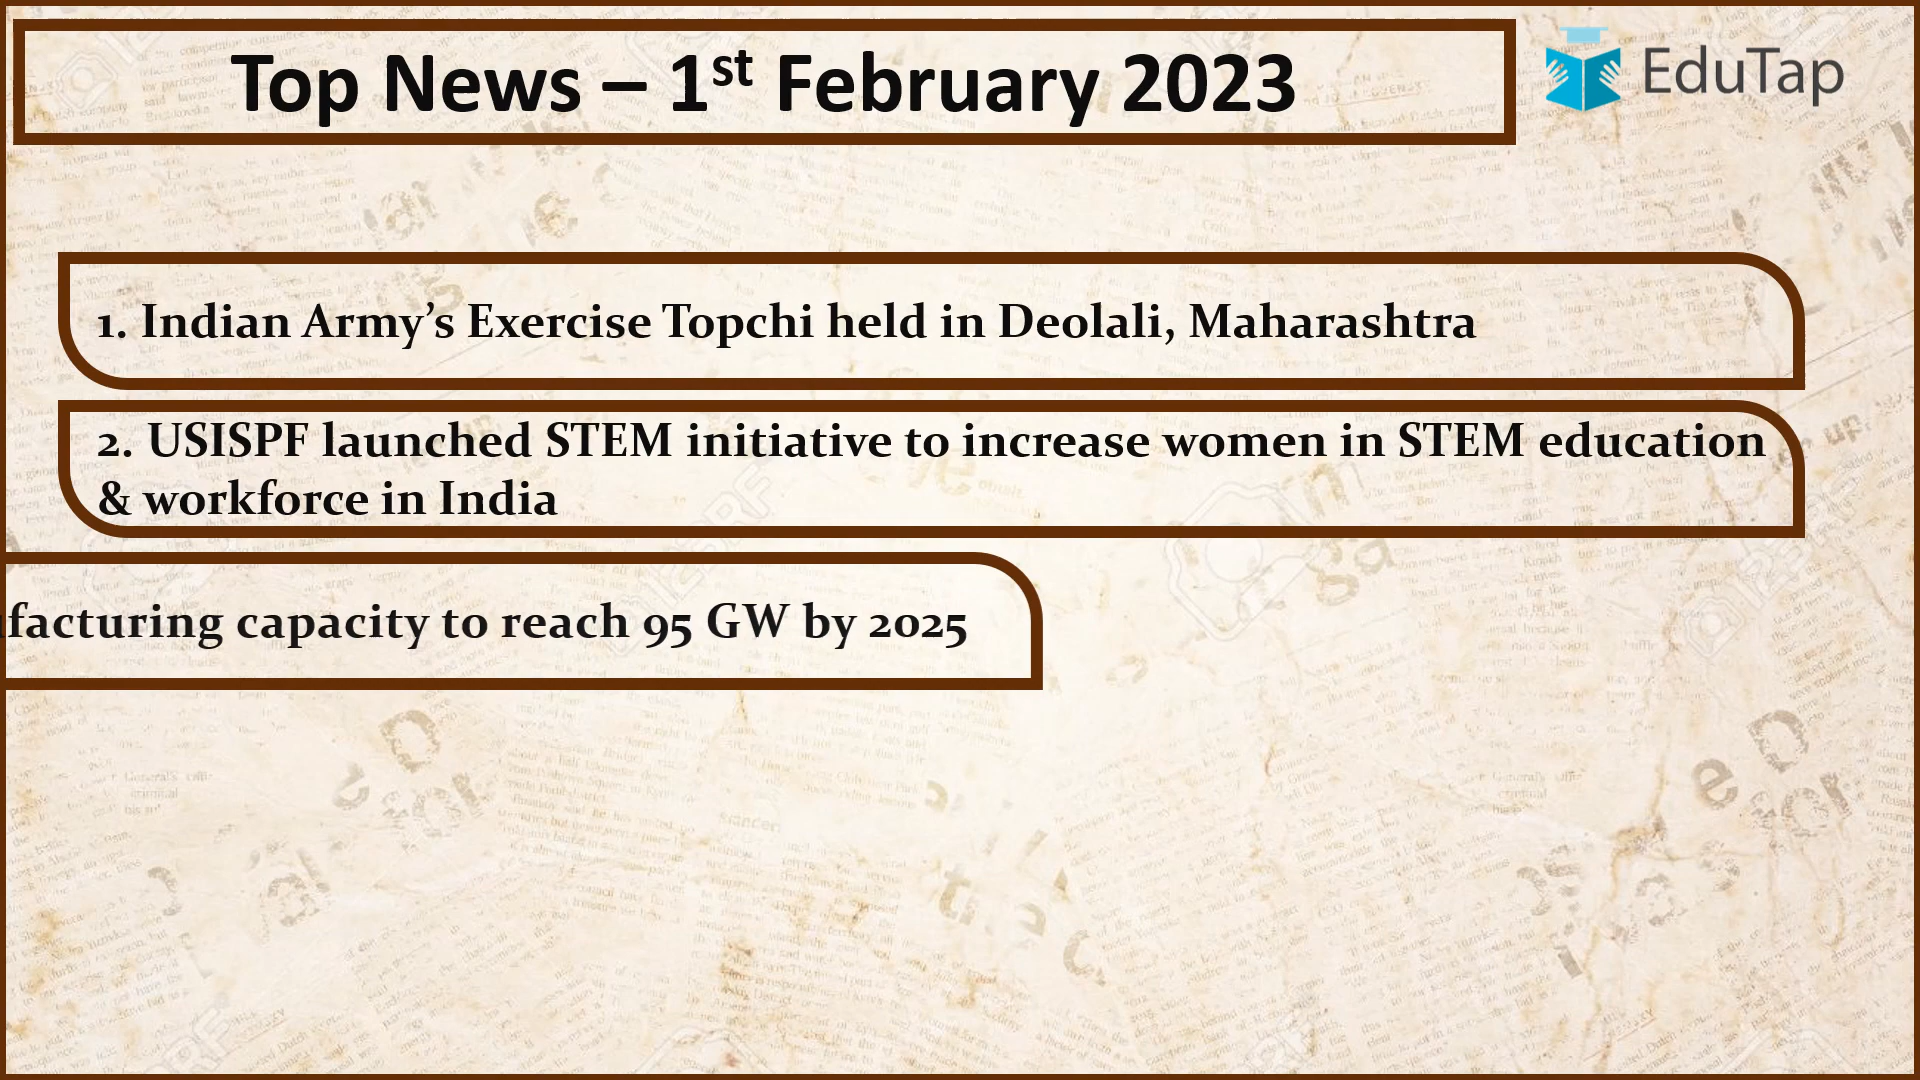 Top News – 1st February 2023
EduTap
1. Indian Army’s Exercise Topchi held in Deolali, Maharashtra
2. USISPF launched STEM initiative to increase women in STEM education
& workforce in India
facturing capacity to reach 95 GW by 2025